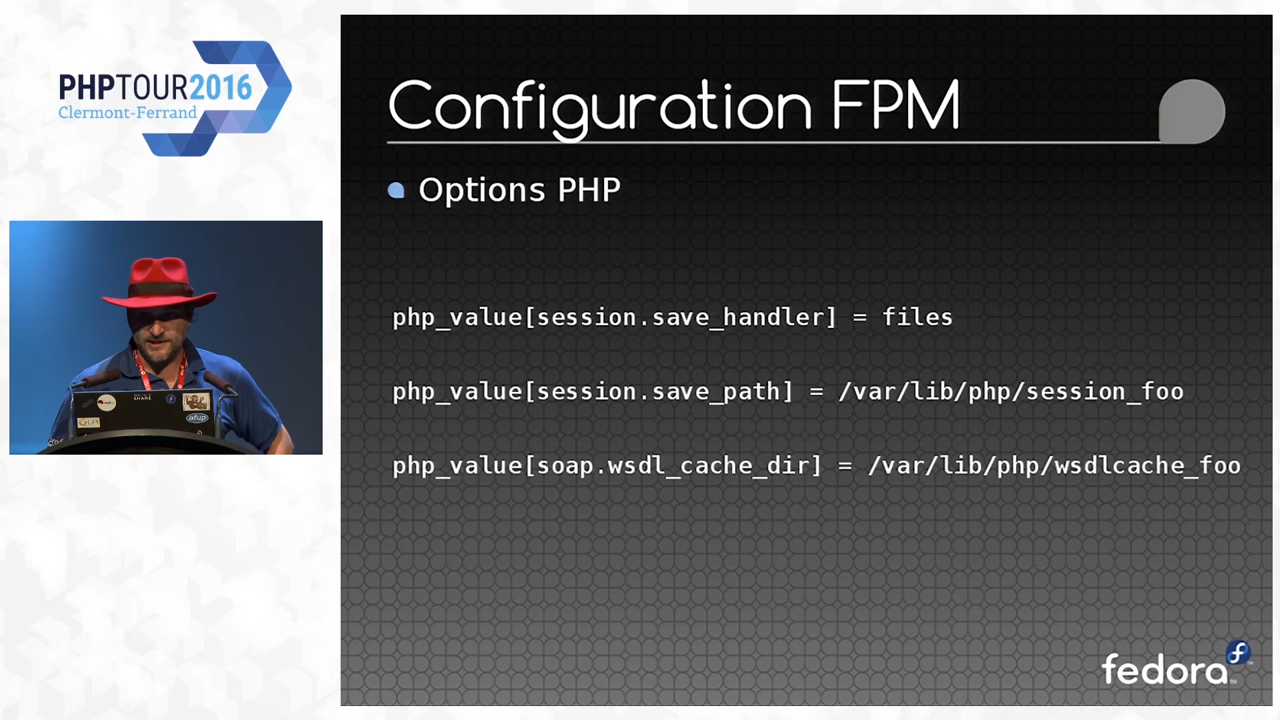 PHPTOUR2016
Clermont-Ferrand
Configuration FPM
Options PHP
php_value[session.save_handler] = files
php_value[session.save_path] = /var/lib/php/session_foo
php_value[soap.wsdl_cache_dir] = /var/lib/php/wsdlcache_foo
afup
fedora